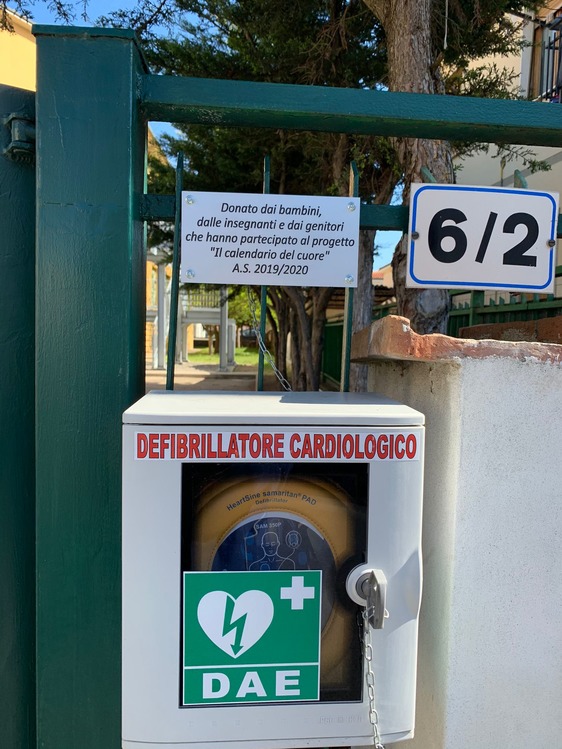 Donato dai bambini,
dalle insegnanti e dai genitori
che hanno partecipato al progetto
"Il calendario del cuore"
A.S. 2019/2020
6/2
DEFIBRILLATORE CARDIOLOGICO
HeartSine samaritan® PAD
Defibrillator
DAE